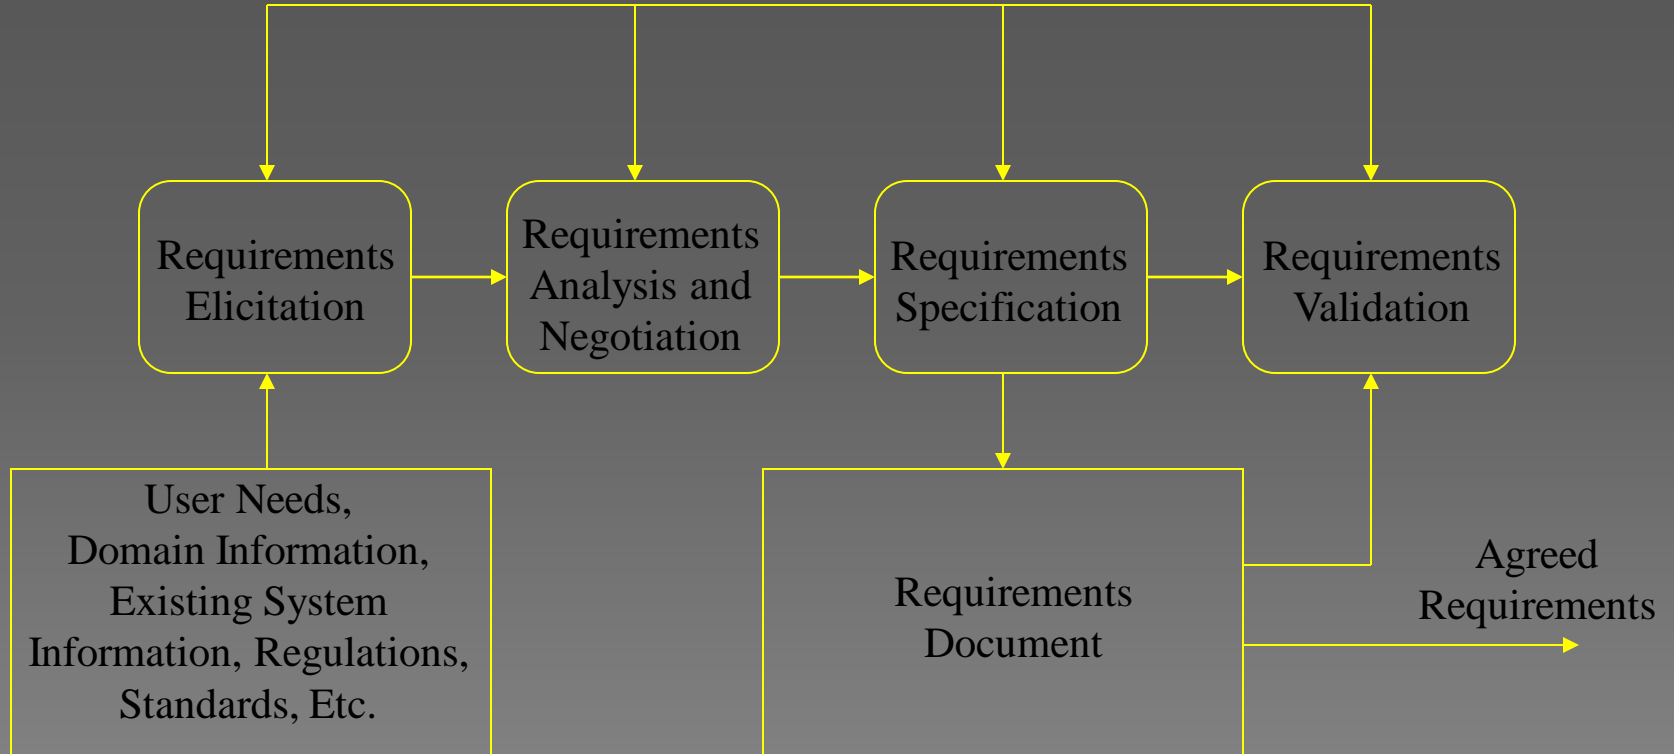 Requirements
Elicitation
Requirements
Analysis and
Negotiation
Requirements
Specification
Requirements
Validation
User Needs,
Domain Information,
Existing System
Information, Regulations,
Standards, Etc.
Requirements
Document
Agreed
Requirements